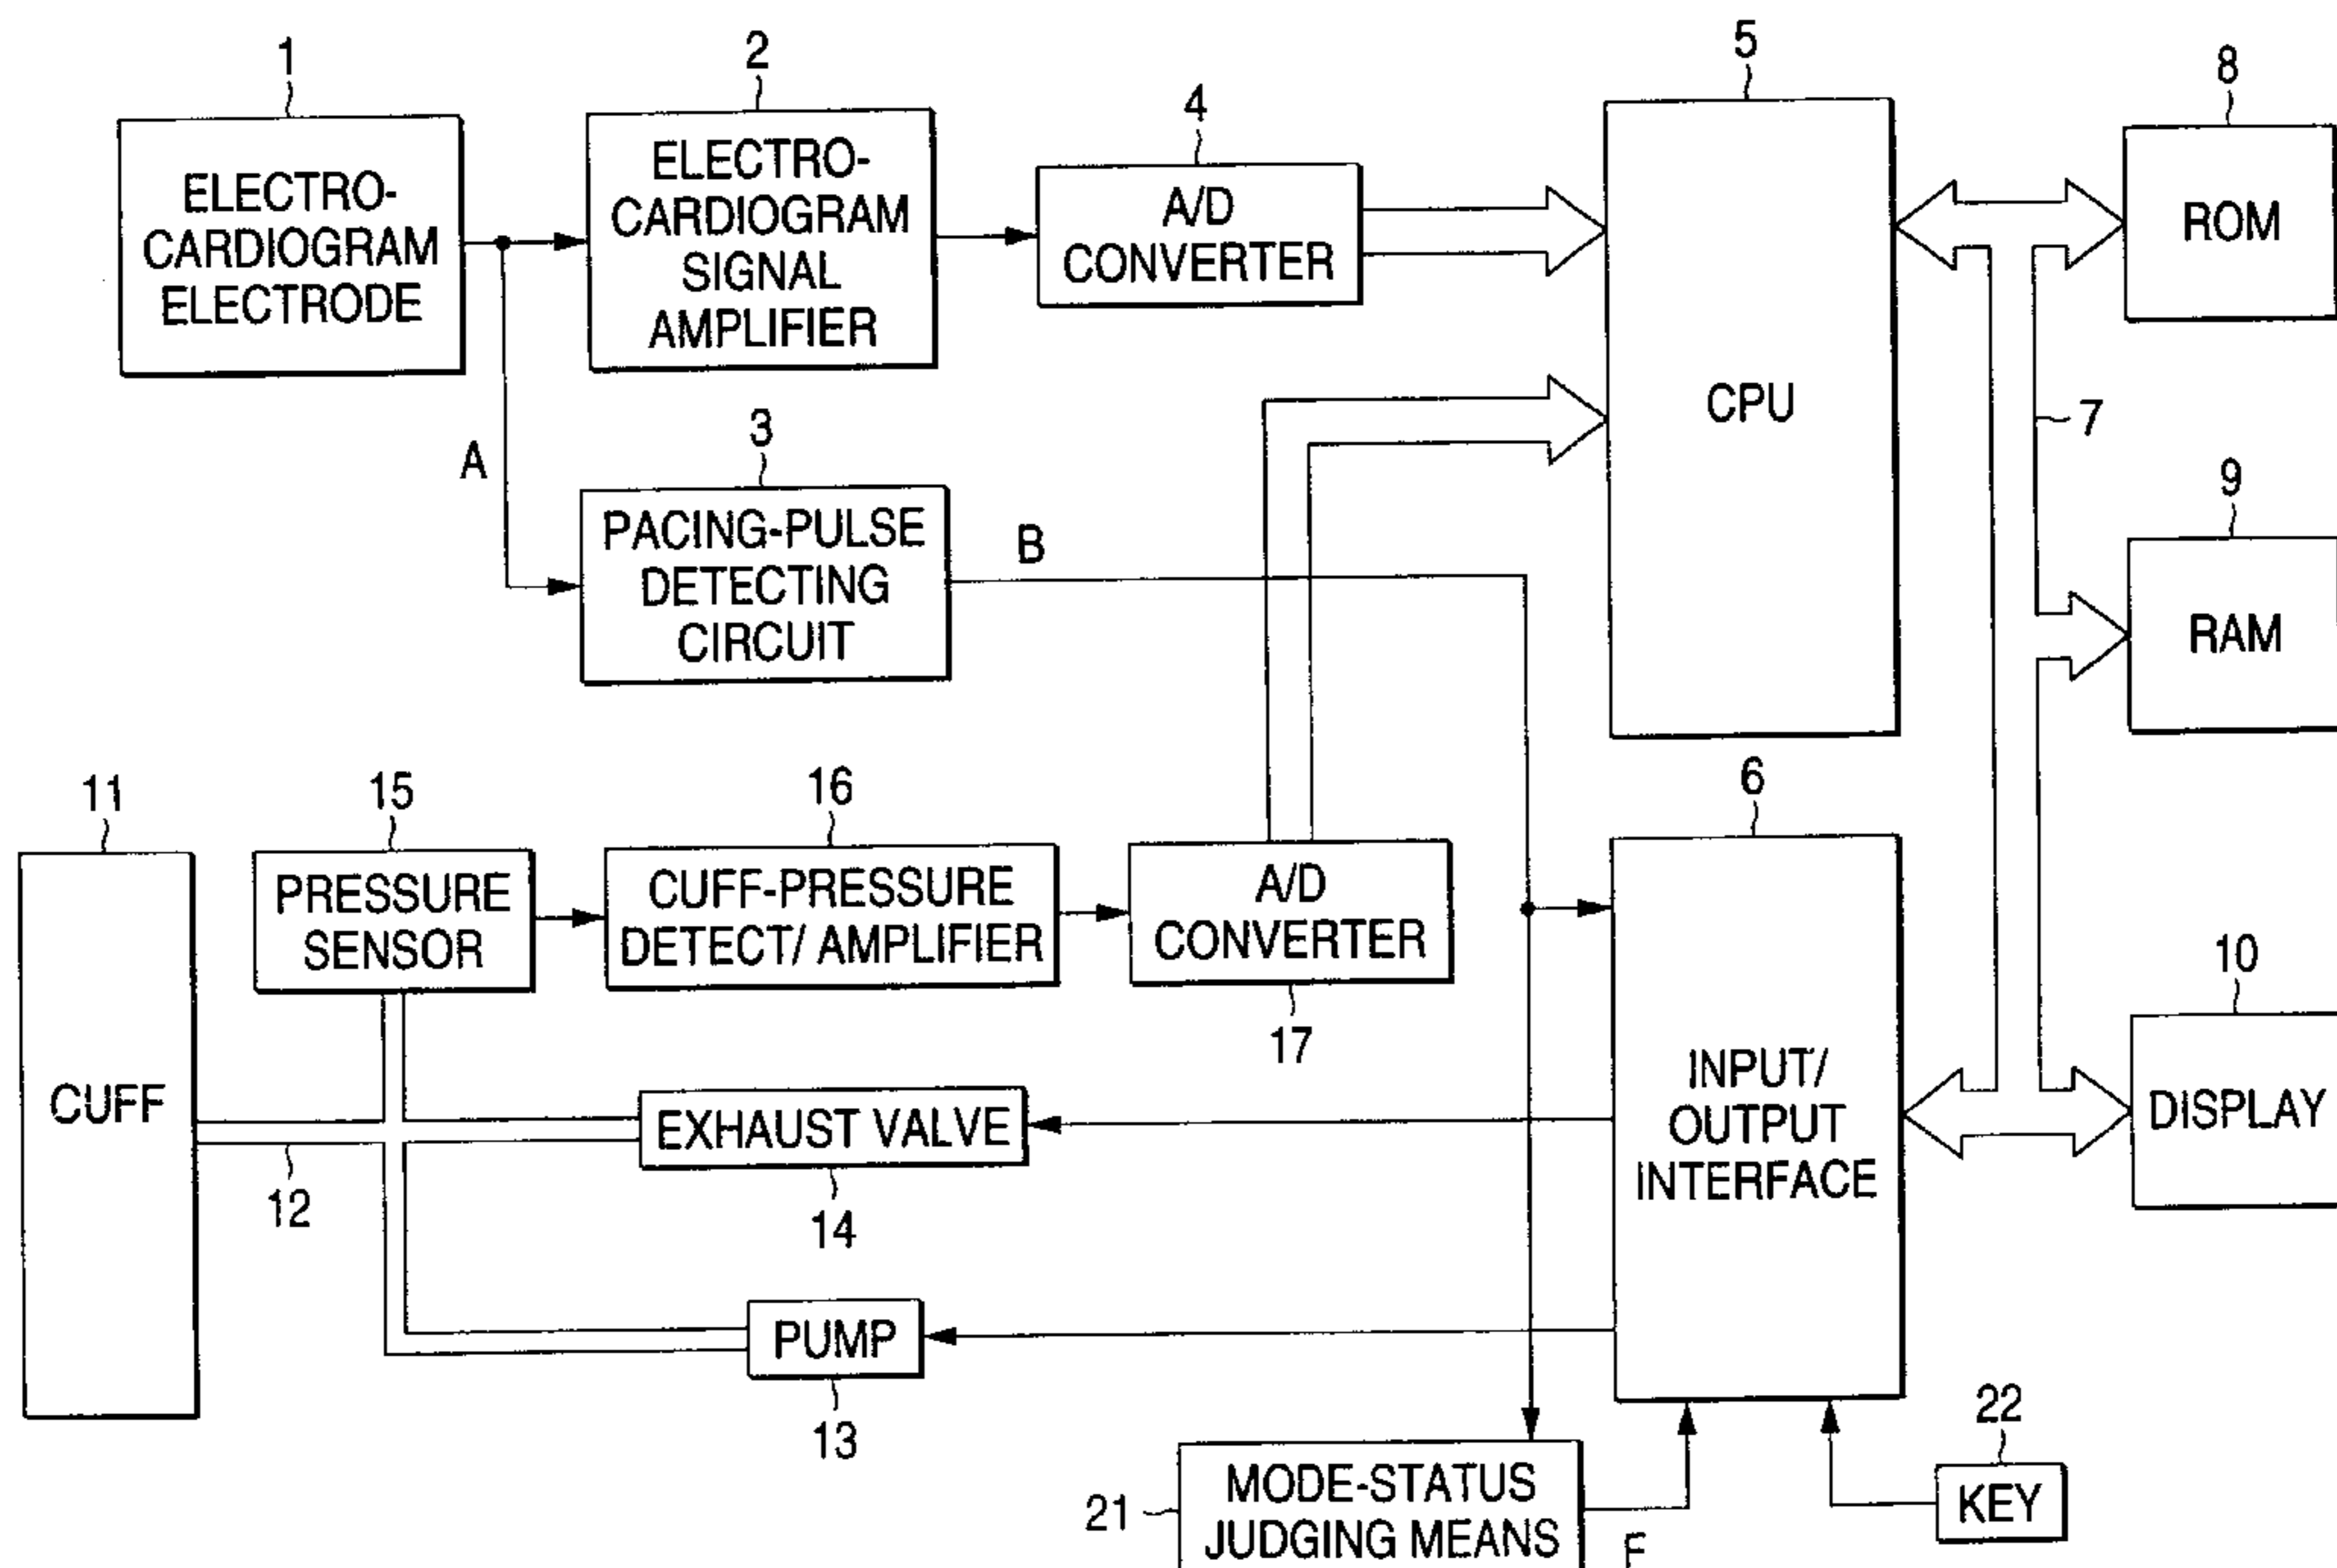 1
2
4
5
8
ELECTRO-
CARDIOGRAM
ELECTRODE
ELECTRO-
CARDIOGRAM
SIGNAL
AMPLIFIER
A/D
CONVERTER
CPU
ROM
7
A
3
PACING-PULSE
DETECTING
CIRCUIT
B
9
RAM
11
15
16
6
CUFF
PRESSURE
SENSOR
CUFF-PRESSURE
DETECT/ AMPLIFIER
A/D
CONVERTER
17
INPUT/
OUTPUT
INTERFACE
10
DISPLAY
12
EXHAUST VALVE
14
PUMP
13
21
MODE-STATUS
JUDGING MEANS
22
KEY